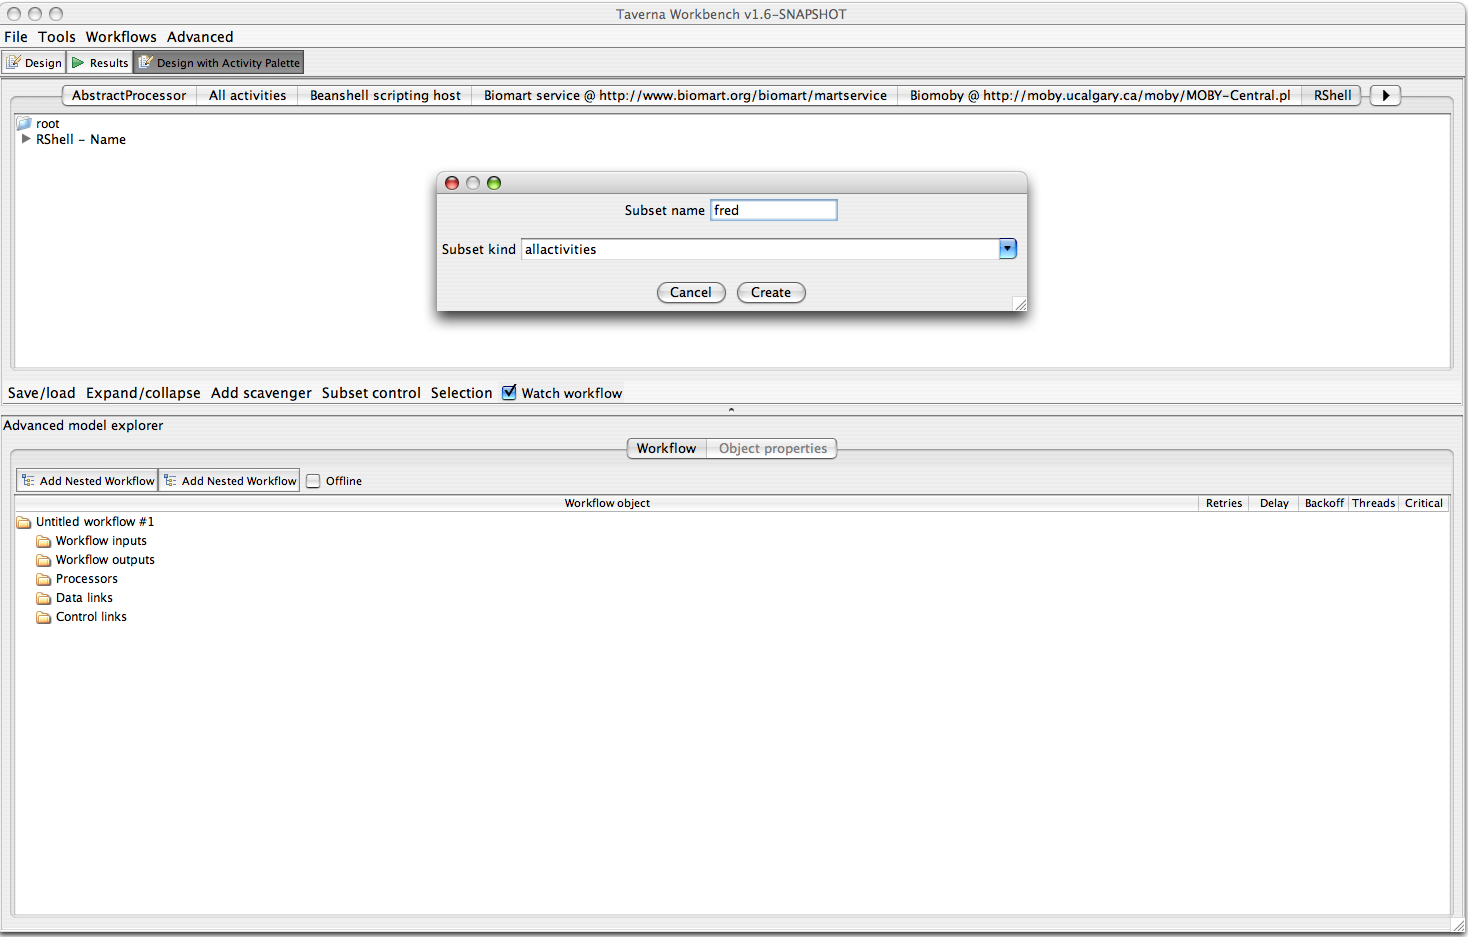 Taverna Workbench v1.6-SNAPSHOT
File Tools Workflows Advanced
Design Results Design with Activity Palette
AbstractProcessor All activities Beanshell scripting host Biomart service @ http://www.biomart.org/biomart/martservice Biomoby @ http://moby.ucalgary.ca/moby/MOBY-Central.pl RShell
root
RShell - Name
Subset name fred
Subset kind allactivities
Cancel Create
Save/load Expand/collapse Add scavenger Subset control Selection Watch workflow
Advanced model explorer
Workflow Object properties
Add Nested Workflow Add Nested Workflow Offline
Workflow object Retries Delay Backoff Threads Critical
Untitled workflow #1
Workflow inputs
Workflow outputs
Processors
Data links
Control links